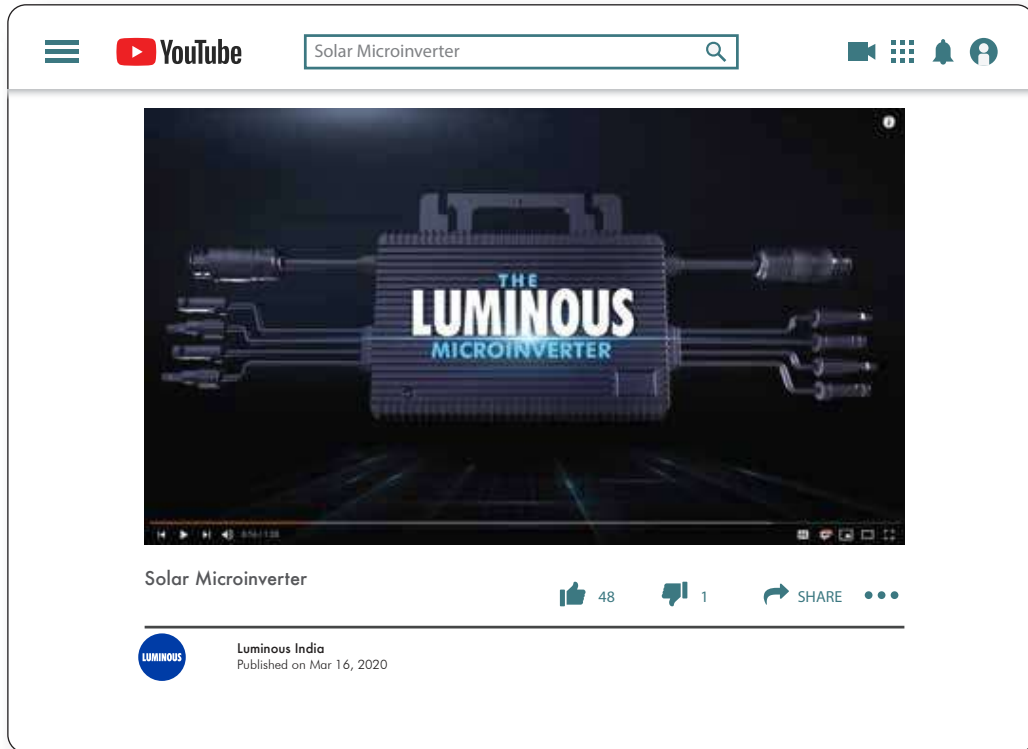 YouTube
Solar Microinverter
THE
LUMINOUS
MICROINVERTER
Solar Microinverter
48
1
SHARE
LUMINOUS
Luminous India
Published on Mar 16, 2020